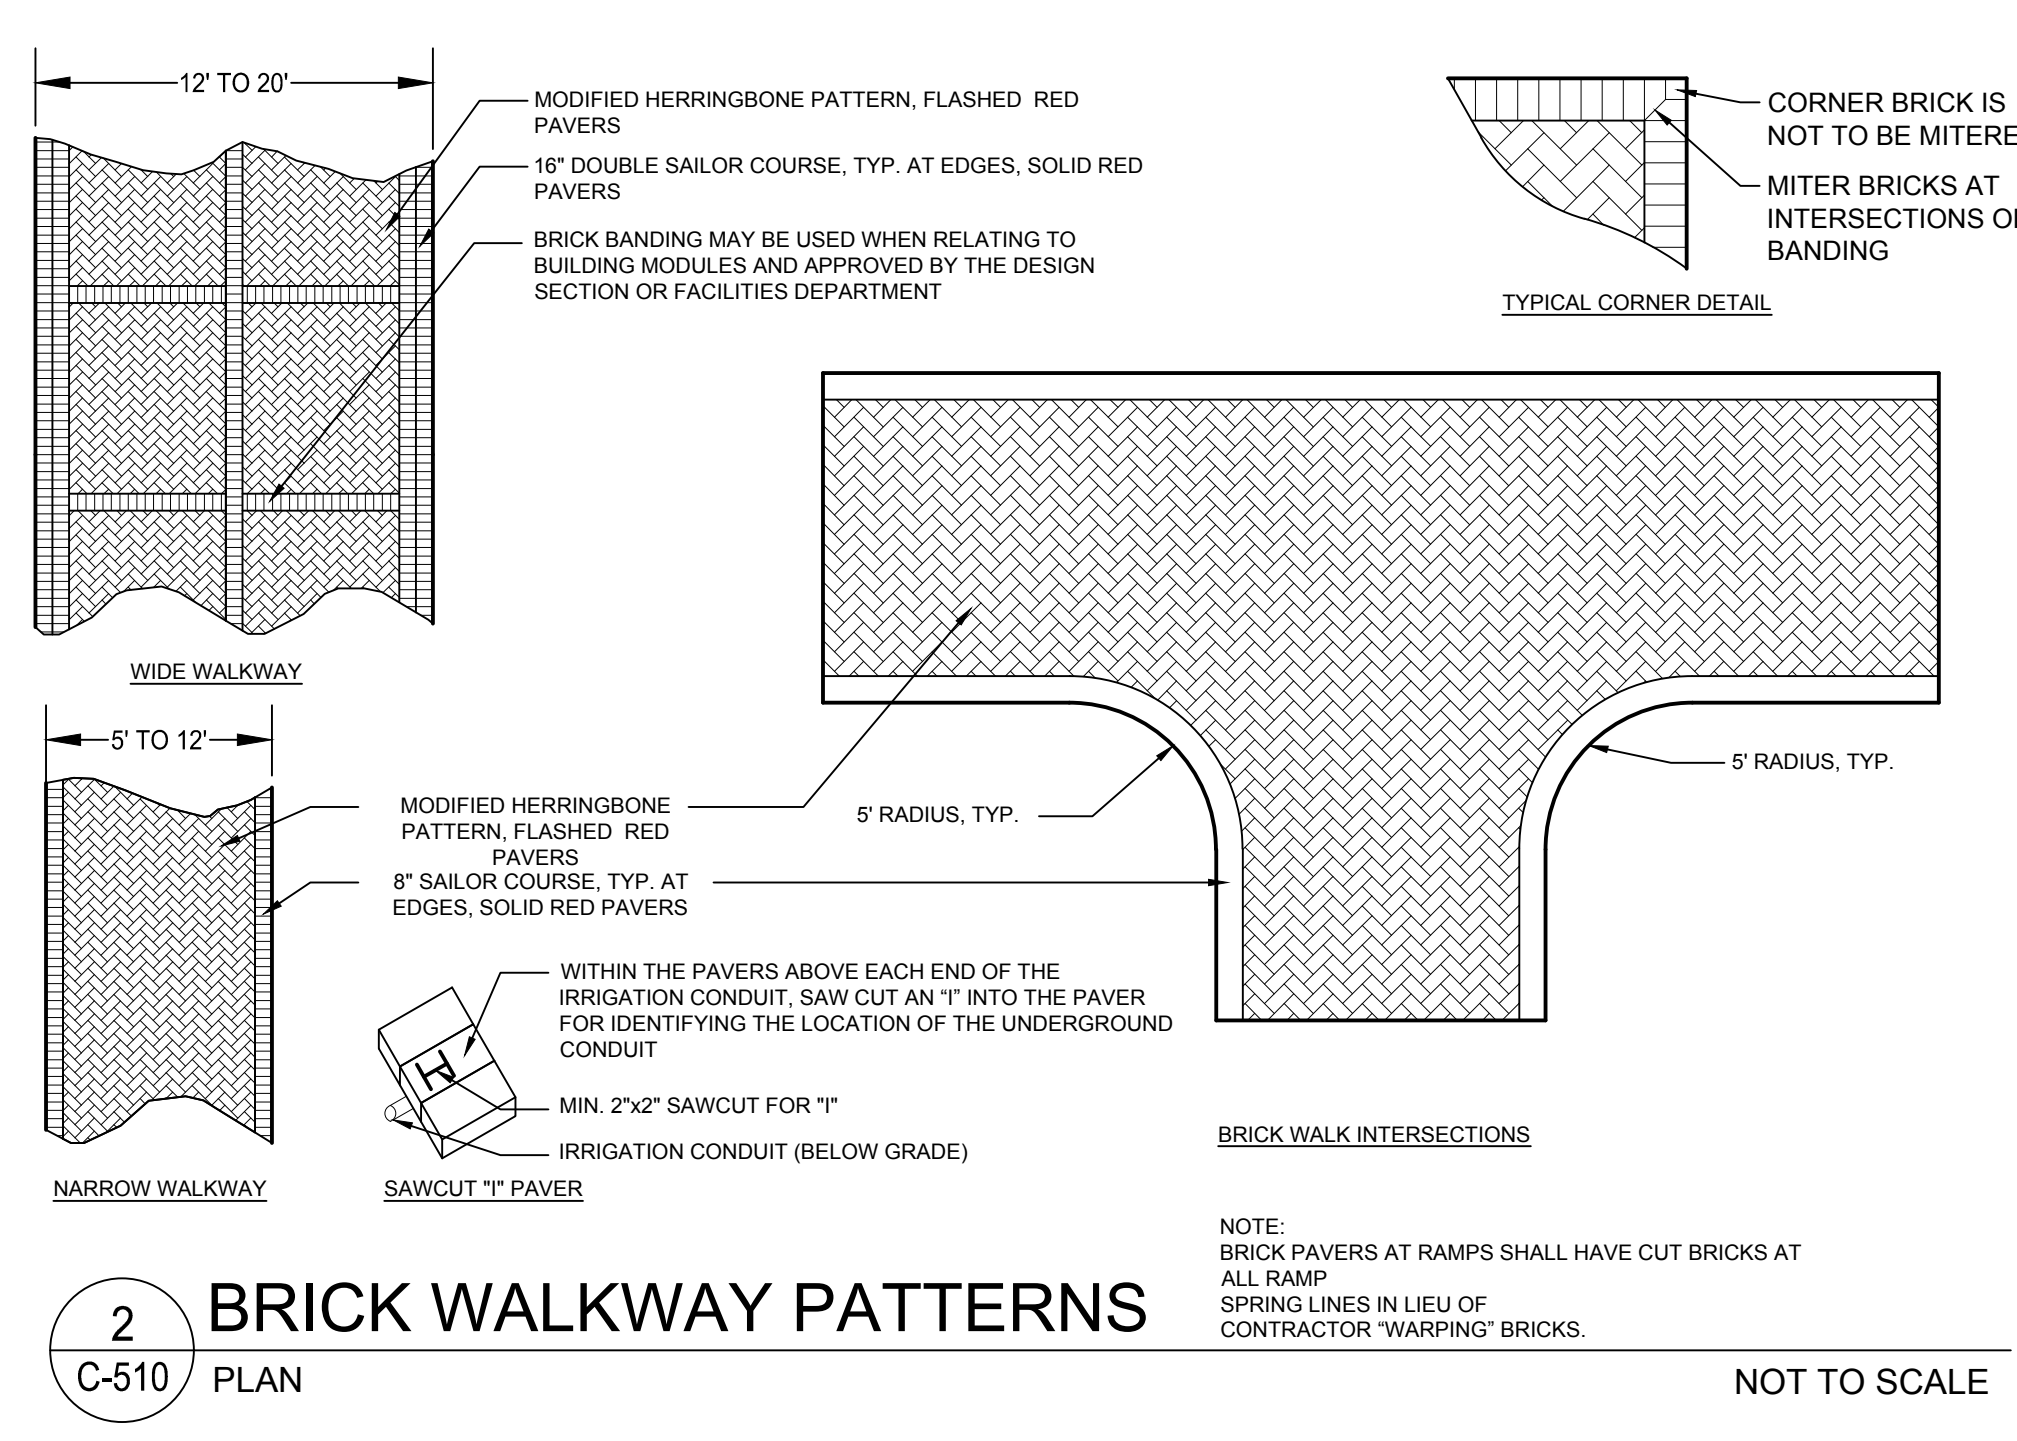 12' TO 20'
MODIFIED HERRINGBONE PATTERN, FLASHED RED
PAVERS
16" DOUBLE SAILOR COURSE, TYP. AT EDGES, SOLID RED
PAVERS
BRICK BANDING MAY BE USED WHEN RELATING TO
BUILDING MODULES AND APPROVED BY THE DESIGN
SECTION OR FACILITIES DEPARTMENT
WIDE WALKWAY
CORNER BRICK IS
NOT TO BE MITERE
MITER BRICKS AT
INTERSECTIONS O
BANDING
TYPICAL CORNER DETAIL
5' TO 12'
MODIFIED HERRINGBONE
PATTERN, FLASHED RED
PAVERS
8" SAILOR COURSE, TYP. AT
EDGES, SOLID RED PAVERS
NARROW WALKWAY
5' RADIUS, TYP.
5' RADIUS, TYP.
WITHIN THE PAVERS ABOVE EACH END OF THE
IRRIGATION CONDUIT, SAW CUT AN “I” INTO THE PAVER
FOR IDENTIFYING THE LOCATION OF THE UNDERGROUND
CONDUIT
I
MIN. 2"x2" SAWCUT FOR "I"
IRRIGATION CONDUIT (BELOW GRADE)
SAWCUT "I" PAVER
BRICK WALK INTERSECTIONS
NOTE:
BRICK PAVERS AT RAMPS SHALL HAVE CUT BRICKS AT
ALL RAMP
SPRING LINES IN LIEU OF
CONTRACTOR “WARPING” BRICKS.
2
C-510
BRICK WALKWAY PATTERNS
PLAN
NOT TO SCALE